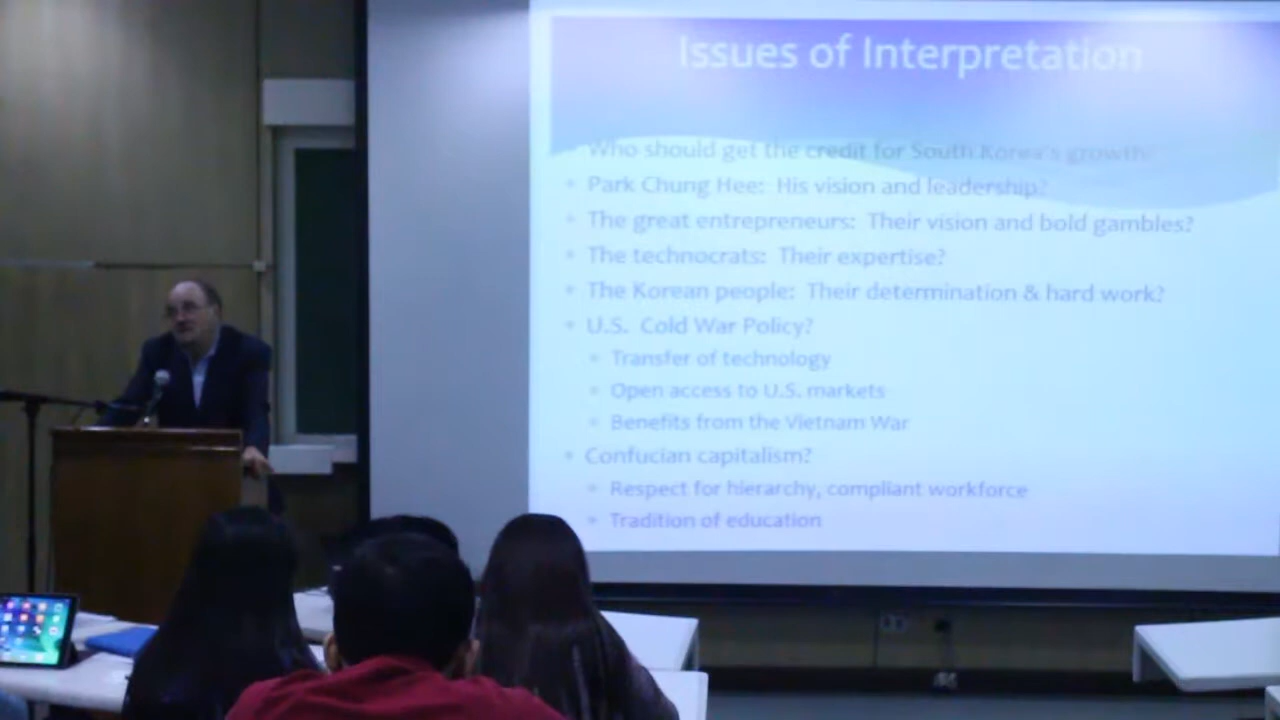 Issues of Interpretation
Who should get the credit for South Korea's growth?
Park Chung Hee: His vision and leadership?
The great entrepreneurs: Their vision and bold gambles?
The technocrats: Their expertise?
The Korean people: Their determination & hard work?
U.S. Cold War Policy?
Transfer of technology
Open access to U.S. markets
Benefits from the Vietnam War
Confucian capitalism?
Respect for hierarchy, compliant workforce
Tradition of education